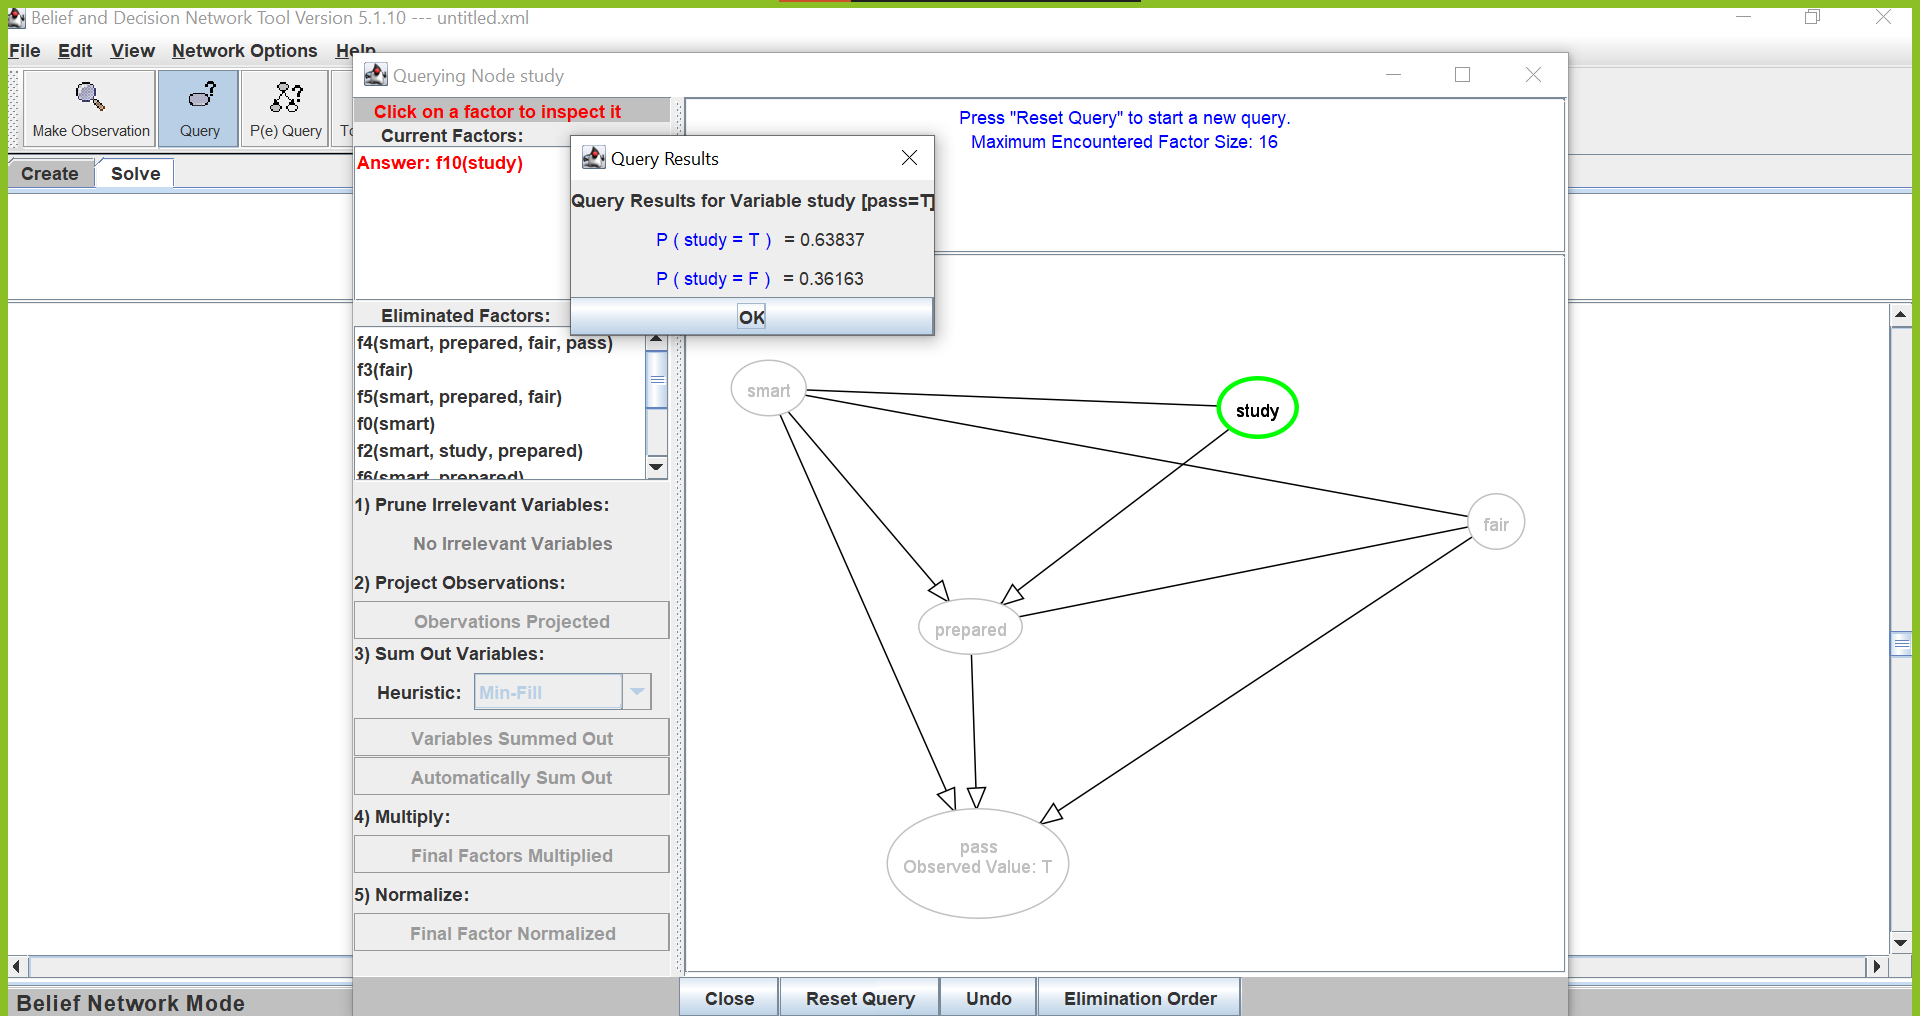 Belief and Decision Network Tool Version 5.1.10 --- untitled.xml
File Edit View Network Options Help
Make Observation
Query
P(e) Query
Create
Solve
Querying Node study
Click on a factor to inspect it
Current Factors:
Answer: f10(study)
Press "Reset Query" to start a new query.
Maximum Encountered Factor Size: 16
Query Results
Query Results for Variable study [pass=T]
P ( study = T ) = 0.63837
P ( study = F ) = 0.36163
OK
Eliminated Factors:
f4(smart, prepared, fair, pass)
f3(fair)
f5(smart, prepared, fair)
f0(smart)
f2(smart, study, prepared)
f6(smart, prepared)
1) Prune Irrelevant Variables:
No Irrelevant Variables
2) Project Observations:
Obervations Projected
3) Sum Out Variables:
Heuristic: Min-Fill
Variables Summed Out
Automatically Sum Out
4) Multiply:
Final Factors Multiplied
5) Normalize:
Final Factor Normalized
smart
study
fair
prepared
pass
Observed Value: T
Close
Reset Query
Undo
Elimination Order
Belief Network Mode